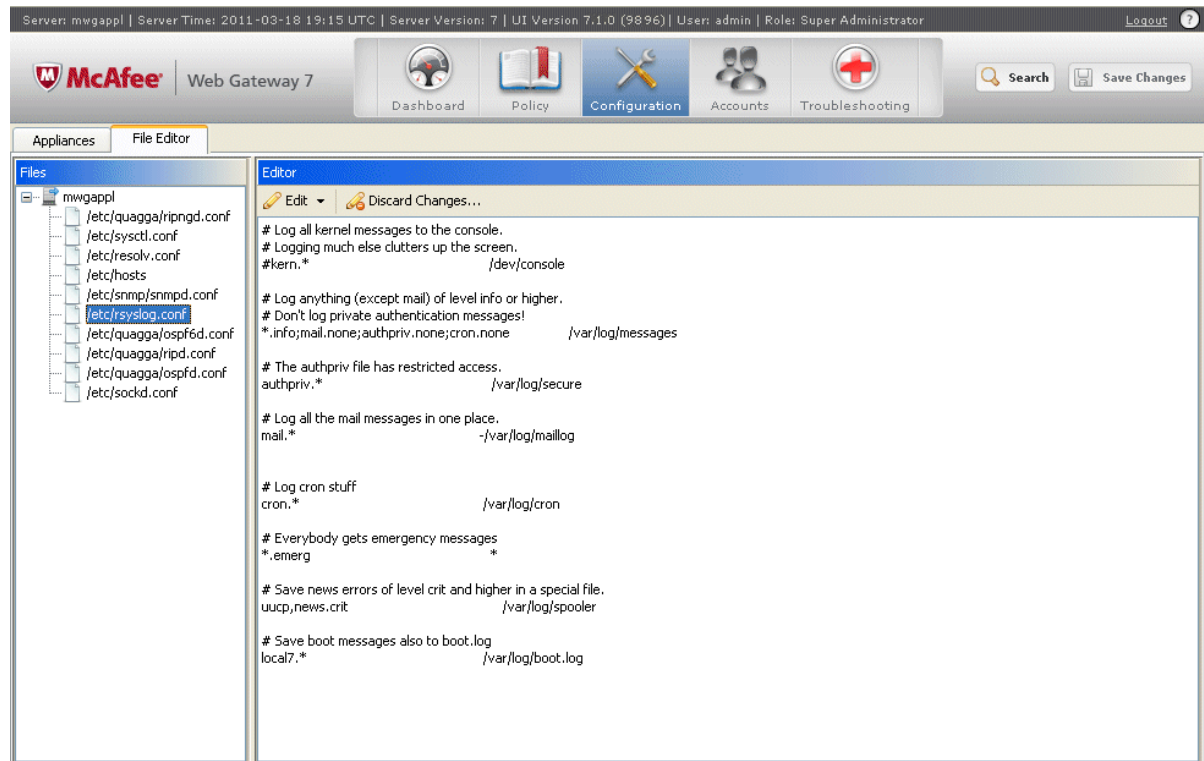 Server: mwgappl | Server Time: 2011-03-18 19:15 UTC | Server Version: 7 | UI Version 7.1.0 (9896)| User: admin | Role: Super Administrator
Logout
?
McAfee® Web Gateway 7
Dashboard
Policy
Configuration
Accounts
Troubleshooting
Search
Save Changes
Appliances
File Editor
Files
mwgappl
/etc/quagga/ripngd.conf
/etc/sysctl.conf
/etc/resolv.conf
/etc/hosts
/etc/snmp/snmpd.conf
/etc/rsyslog.conf
/etc/quagga/ospf6d.conf
/etc/quagga/ripd.conf
/etc/quagga/ospfd.conf
/etc/sockd.conf
Editor
Edit
Discard Changes...
# Log all kernel messages to the console.
# Logging much else clutters up the screen.
#kern.* /dev/console
# Log anything (except mail) of level info or higher.
# Don't log private authentication messages!
*.info;mail.none;authpriv.none;cron.none /var/log/messages
# The authpriv file has restricted access.
authpriv.* /var/log/secure
# Log all the mail messages in one place.
mail.* -/var/log/maillog
# Log cron stuff
cron.* /var/log/cron
# Everybody gets emergency messages
*.emerg *
# Save news errors of level crit and higher in a special file.
uucp,news.crit /var/log/spooler
# Save boot messages also to boot.log
local7.* /var/log/boot.log